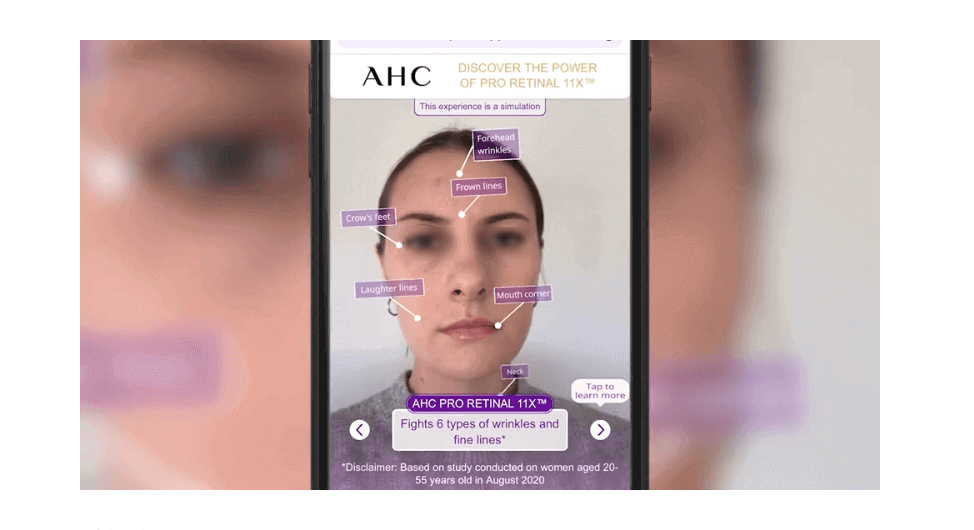 AHC
DISCOVER THE POWER
OF PRO RETINAL 11X™
This experience is a simulation
Forehead
wrinkles
Frown lines
Crow's feet
Laughter lines
Mouth corner
Neck
Tap to
learn more
AHC PRO RETINAL 11X™
Fights 6 types of wrinkles and
fine lines*
*Disclaimer: Based on study conducted on women aged 20-
55 years old in August 2020